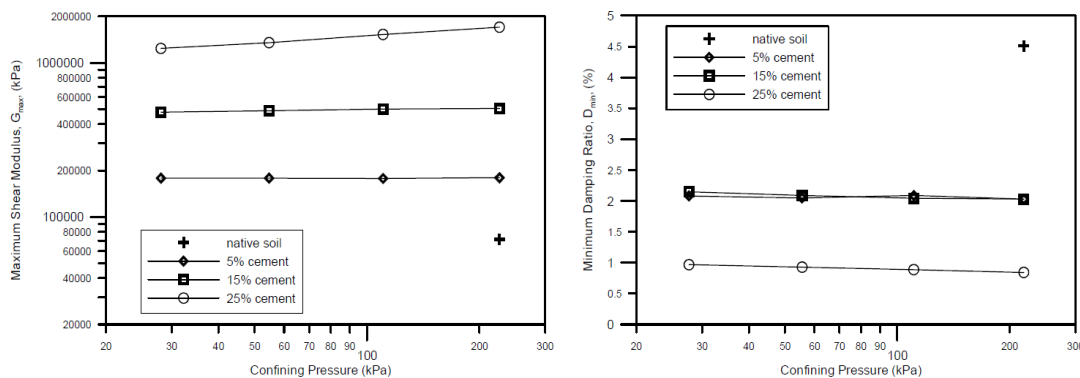 Maximum Shear Modulus, Gmax, (kPa)
2000000
1000000
800000
600000
400000
200000
100000
80000
60000
40000
20000
native soil
5% cement
15% cement
25% cement
20 30 40 50 60 70 80 90 100 200 300
Confining Pressure (kPa)
Minimum Damping Ratio, Dmin, (%)
5
4.5
4
3.5
3
2.5
2
1.5
1
0.5
0
native soil
5% cement
15% cement
25% cement
20 30 40 50 60 70 80 90 100 200 300
Confining Pressure (kPa)